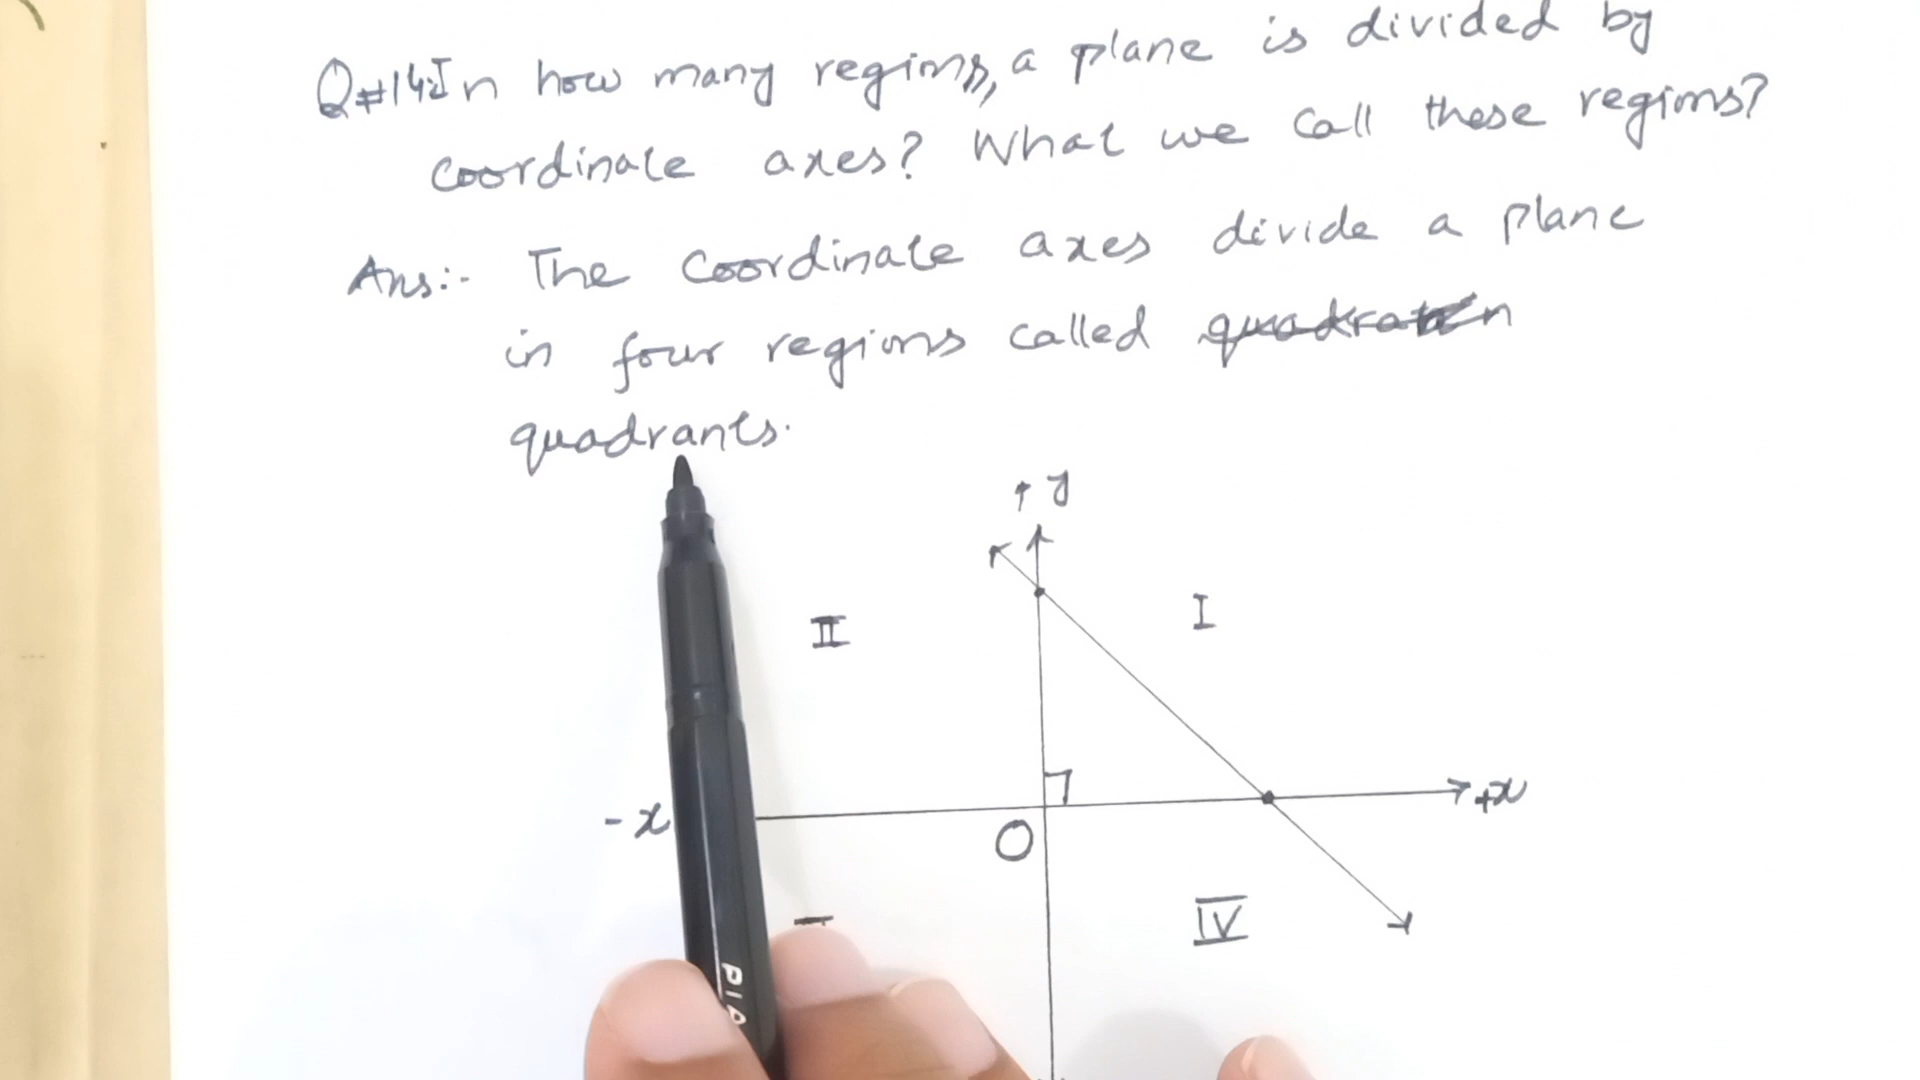 Q#14:In how many regions, a plane is divided by
coordinate axes? What we call these regions?
Ans:- The coordinate axes divide a plane
in four regions called
quadrants.
+y
II
I
-x
+x
O
IV